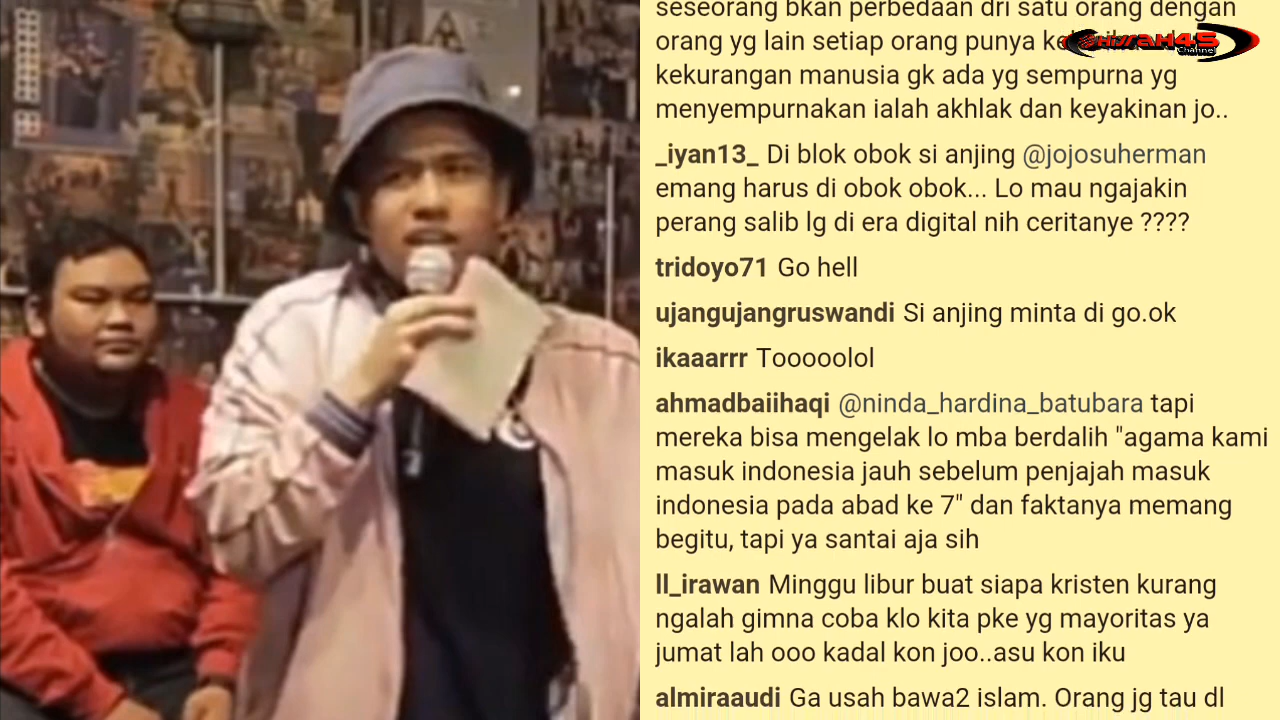 seseorang bkan perbedaan dri satu orang dengan
orang yg lain setiap orang punya
SHIJRAH45
Channel
kekurangan manusia gk ada yg sempurna yg
menyempurnakan ialah akhlak dan keyakinan jo..
_iyan13_ Di blok obok si anjing @jojosuherman
emang harus di obok obok... Lo mau ngajakin
perang salib lg di era digital nih ceritanye ????
tridoyo71 Go hell
ujangujangruswandi Si anjing minta di go.ok
ikaaarrr Tooooolol
ahmadbaiihaqi @ninda_hardina_batubara tapi
mereka bisa mengelak lo mba berdalih "agama kami
masuk indonesia jauh sebelum penjajah masuk
indonesia pada abad ke 7" dan faktanya memang
begitu, tapi ya santai aja sih
ll_irawan Minggu libur buat siapa kristen kurang
ngalah gimna coba klo kita pke yg mayoritas ya
jumat lah ooo kadal kon joo..asu kon iku
almiraaudi Ga usah bawa2 islam. Orang jg tau dl